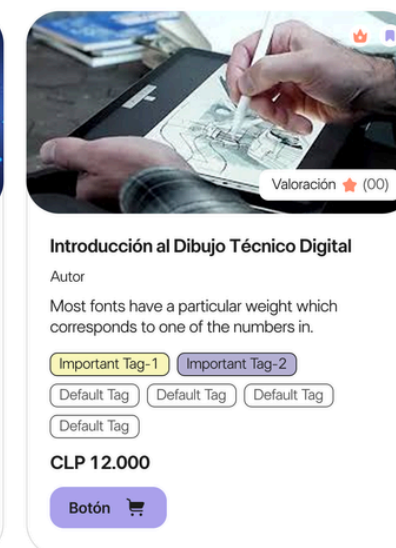 Valoración (00)
Introducción al Dibujo Técnico Digital
Autor
Most fonts have a particular weight which
corresponds to one of the numbers in.
Important Tag-1 Important Tag-2
Default Tag Default Tag Default Tag
Default Tag
CLP 12.000
Botón